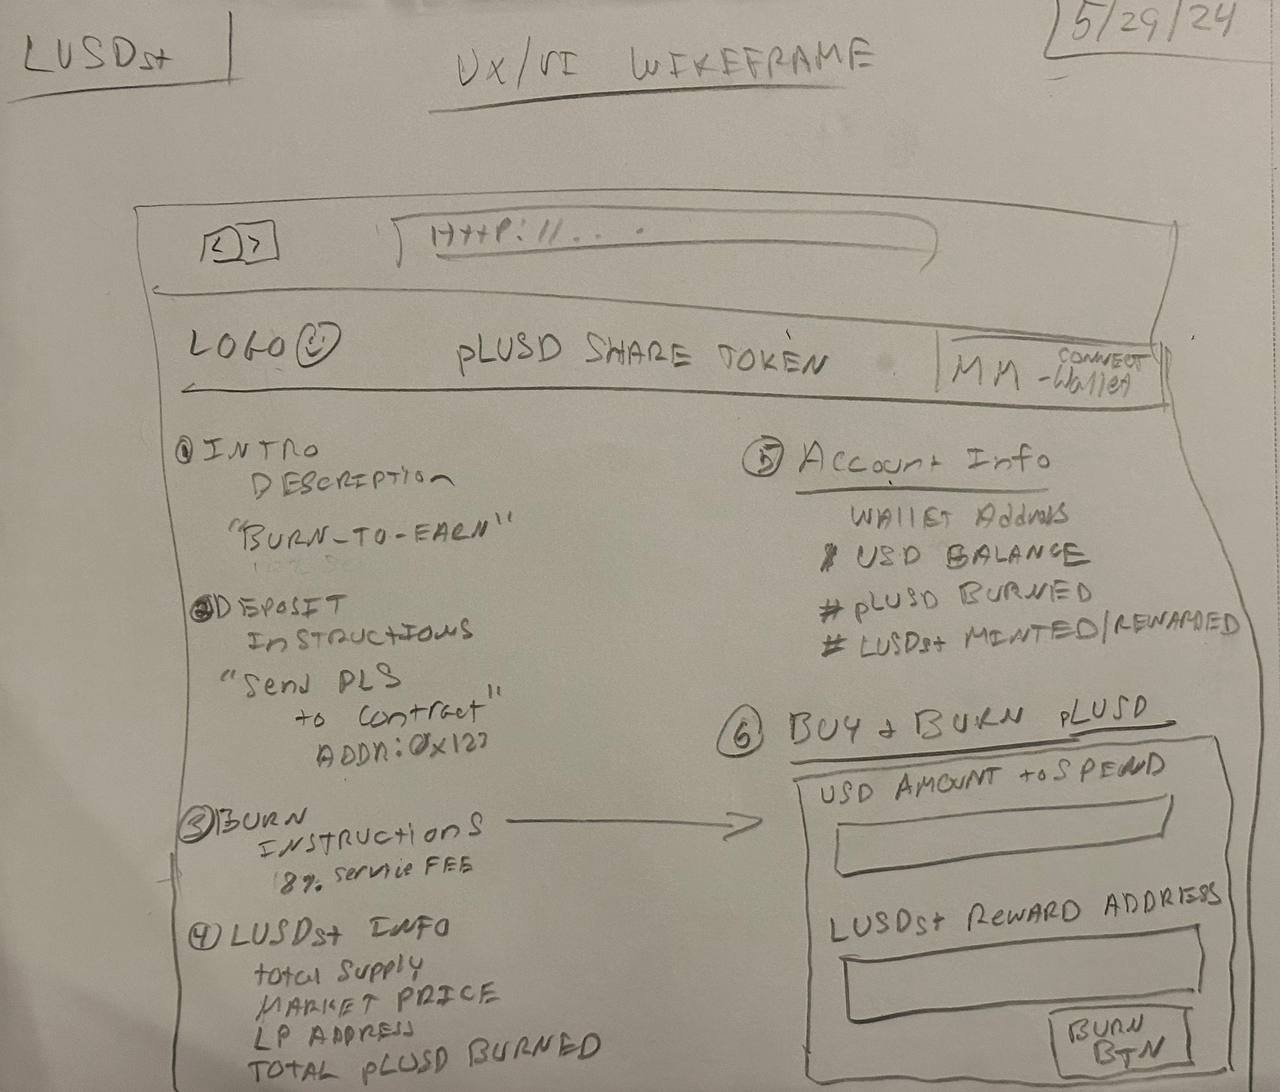 LUSDst
UX/UI WIREFRAME
5/29/24
< >
HTTP://... .
LOGO
pLUSD SHARE TOKEN
MM - CONNECT Wallet
① INTRO
DESCRIPTION
"BURN-TO-EARN"
② DEPOSIT
INSTRUCTIONS
"Send PLS
to contract"
ADDR: 0x123
③ BURN
INSTRUCTIONS
8% service FEE
④ LUSDst INFO
total supply
MARKET PRICE
LP ADDRESS
TOTAL pLUSD BURNED
⑤ Account Info
WALLET Address
$ USD BALANCE
# pLUSD BURNED
# LUSDst MINTED/REWARDED
⑥ BUY & BURN pLUSD
USD AMOUNT to SPEND
LUSDst REWARD ADDRESS
BURN
BTN